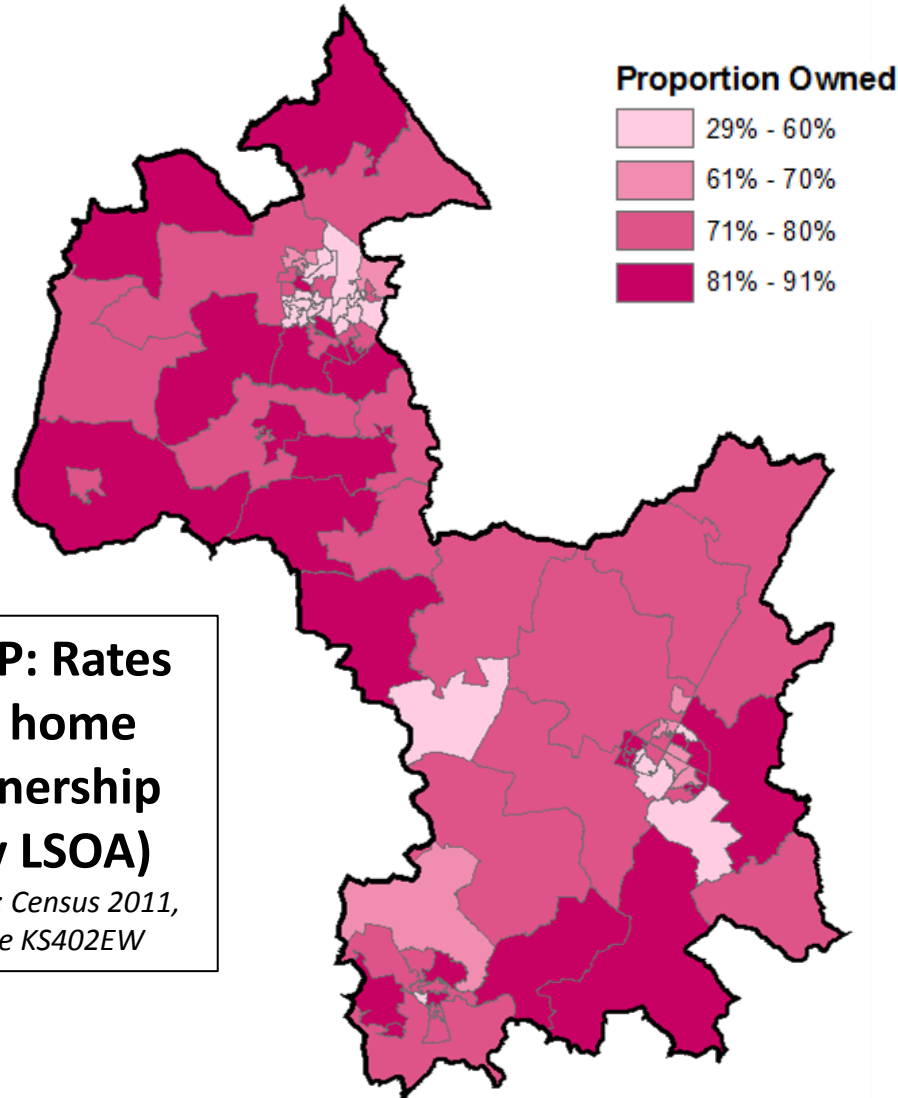 Proportion Owned
29% - 60%
61% - 70%
71% - 80%
81% - 91%
P: Rates
home
nership
LSOA)
: Census 2011,
e KS402EW